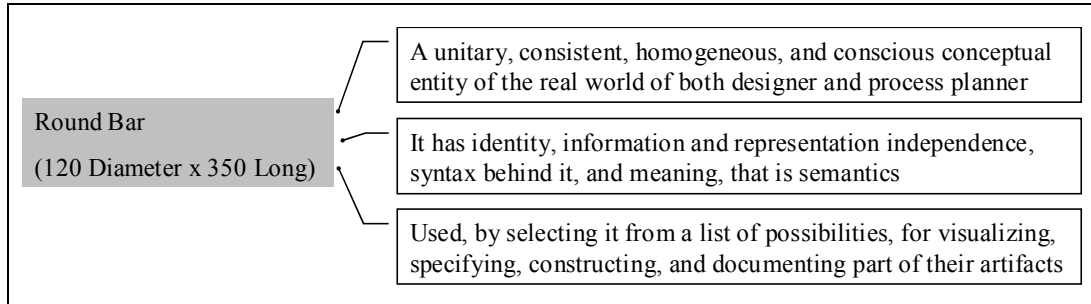 Round Bar
(120 Diameter x 350 Long)
A unitary, consistent, homogeneous, and conscious conceptual
entity of the real world of both designer and process planner
It has identity, information and representation independence,
syntax behind it, and meaning, that is semantics
Used, by selecting it from a list of possibilities, for visualizing,
specifying, constructing, and documenting part of their artifacts